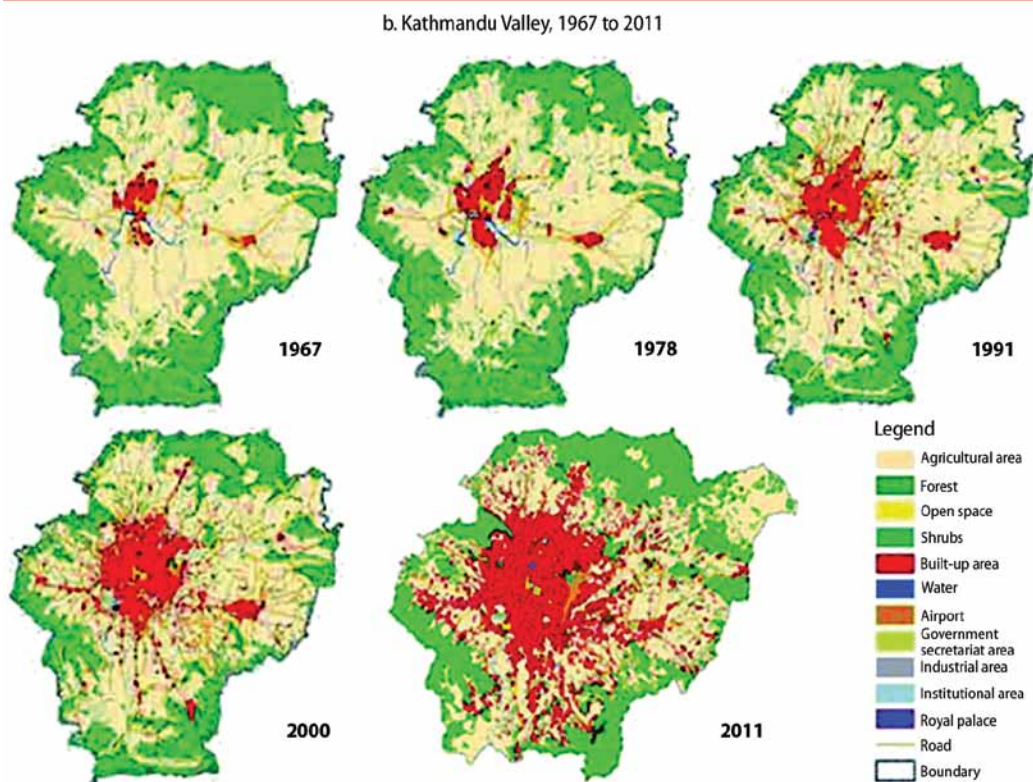 b. Kathmandu Valley, 1967 to 2011
1967
1978
1991
2000
2011
Legend
Agricultural area
Forest
Open space
Shrubs
Built-up area
Water
Airport
Government
secretariat area
Industrial area
Institutional area
Royal palace
Road
Boundary